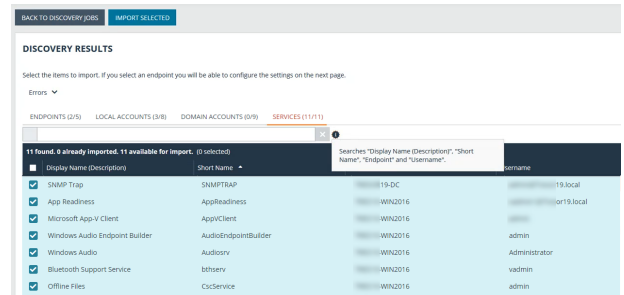 BACK TO DISCOVERY JOBS IMPORT SELECTED
DISCOVERY RESULTS
Select the items to import. If you select an endpoint you will be able to configure the settings on the next page.
Errors
ENDPOINTS (2/5) LOCAL ACCOUNTS (3/8) DOMAIN ACCOUNTS (0/9) SERVICES (11/11)
Searches "Display Name (Description)", "Short
Name", "Endpoint" and "Username".
11 found. 0 already imported. 11 available for import. (0 selected)
Display Name (Description) Short Name sername
SNMP Trap SNMPTRAP 19-DC 19.local
App Readiness AppReadiness WIN2016 or19.local
Microsoft App-V Client AppVClient WIN2016
Windows Audio Endpoint Builder AudioEndpointBuilder WIN2016 admin
Windows Audio Audiosrv WIN2016 Administrator
Bluetooth Support Service bthserv WIN2016 vadmin
Offline Files CscService WIN2016 admin